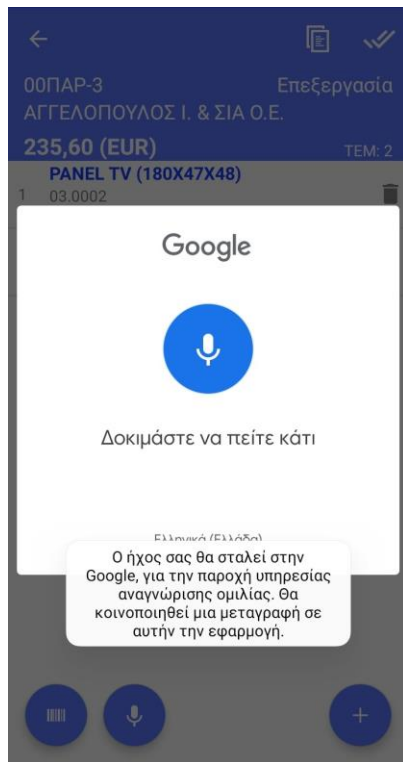 00ΠΑΡ-3 Επεξεργασία
ΑΓΓΕΛΟΠΟΥΛΟΣ Ι. & ΣΙΑ Ο.Ε.
235,60 (EUR) ΤΕΜ: 2
PANEL TV (180X47X48)
1 03.0002
Google
Δοκιμάστε να πείτε κάτι
Ελληνικά (Ελλάδα)
Ο ήχος σας θα σταλεί στην
Google, για την παροχή υπηρεσίας
αναγνώρισης ομιλίας. Θα
κοινοποιηθεί μια μεταγραφή σε
αυτήν την εφαρμογή.